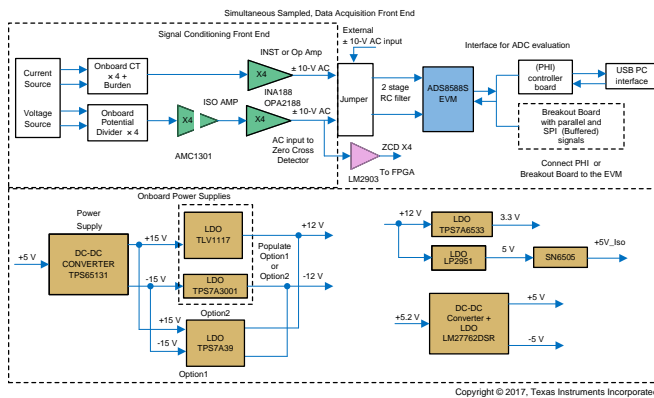 Simultaneous Sampled, Data Acquisition Front End
Signal Conditioning Front End
External
± 10-V AC input
Interface for ADC evaluation
INST or Op Amp
± 10-V AC
Current
Source
Voltage
Source
Onboard CT
× 4 +
Burden
Onboard
Potential
Divider × 4
X4
ISO AMP
AMC1301
X4
INA188
OPA2188
± 10-V AC
X4
AC input to
Zero Cross
Detector
Jumper
2 stage
RC filter
ADS8588S
EVM
(PHI)
controller
board
USB PC
interface
Breakout Board
with parallel and
SPI (Buffered)
signals
Connect PHI or
Breakout Board to the EVM
ZCD X4
To FPGA
LM2903
Onboard Power Supplies
Power
Supply
+5 V
DC-DC
CONVERTER
TPS65131
+15 V
-15 V
LDO
TLV1117
LDO
TPS7A3001
Populate
Option1
or
Option2
+12 V
-12 V
Option2
+15 V
-15 V
LDO
TPS7A39
Option1
+12 V
LDO
TPS7A6533
3.3 V
LDO
LP2951
5 V
SN6505
+5V_Iso
+5.2 V
DC-DC
Converter +
LDO
LM27762DSR
+5 V
-5 V
Copyright © 2017, Texas Instruments Incorporated